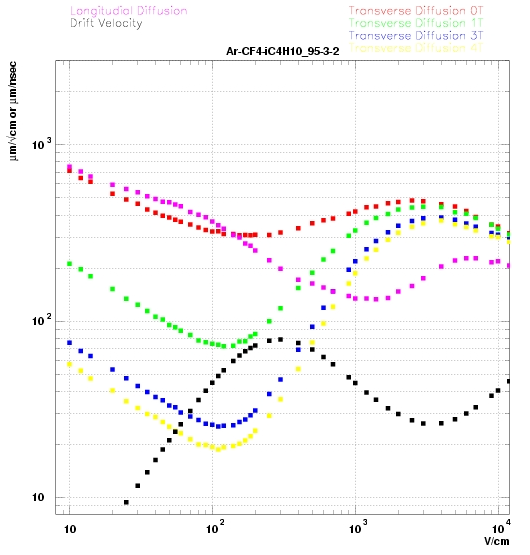 Longitudial Diffusion
Drift Velocity
Transverse Diffusion 0T
Transverse Diffusion 1T
Transverse Diffusion 3T
Transverse Diffusion 4T
Ar-CF4-iC4H10_95-3-2
μm/√cm or μm/nsec
10³
10²
10
10
10²
10³
10⁴
V/cm